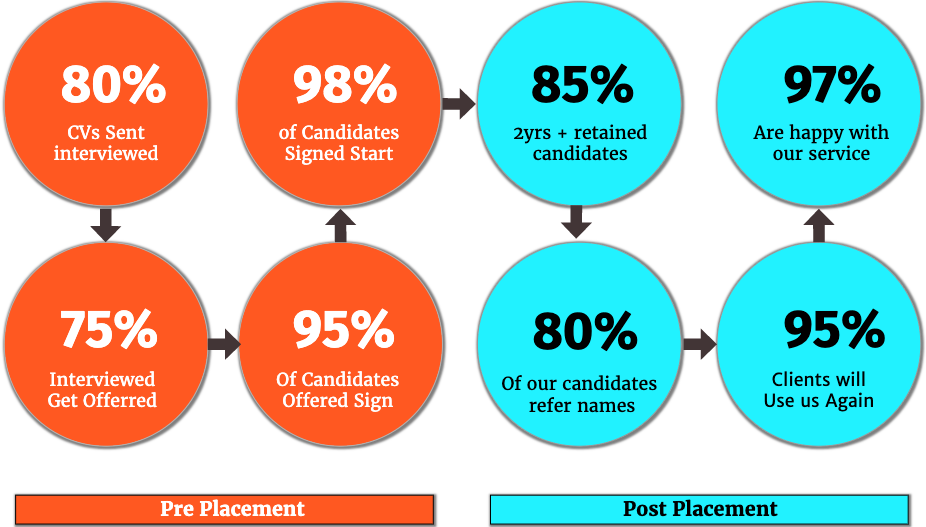 80%
CVs Sent
interviewed
75%
Interviewed
Get Offerred
95%
Of Candidates
Offered Sign
98%
of Candidates
Signed Start
85%
2yrs + retained
candidates
80%
Of our candidates
refer names
95%
Clients will
Use us Again
97%
Are happy with
our service
Pre Placement
Post Placement